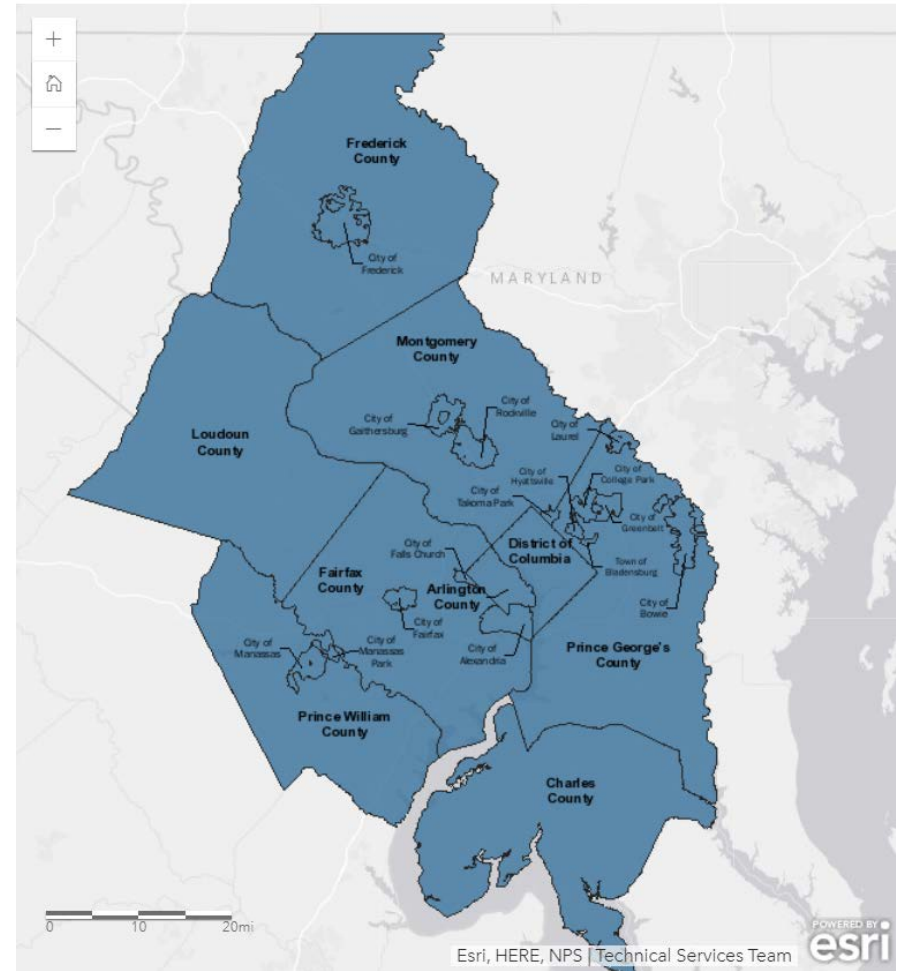 +
−
Frederick
County
City of
Frederick
MARYLAND
Montgomery
County
City of
Rockville
City of
Gaithersburg
City of
Laurel
Loudoun
County
City of
Hyattsville
City of
College Park
City of
Takoma Park
City of
Greenbelt
City of
Falls Church
District of
Columbia
Town of
Bladensburg
Fairfax
County
Arlington
County
City of
Bowie
City of
Fairfax
City of
Manassas
City of
Manassas
Park
City of
Alexandria
Prince George's
County
Prince William
County
Charles
County
0 10 20mi
POWERED BY
esri
Esri, HERE, NPS | Technical Services Team